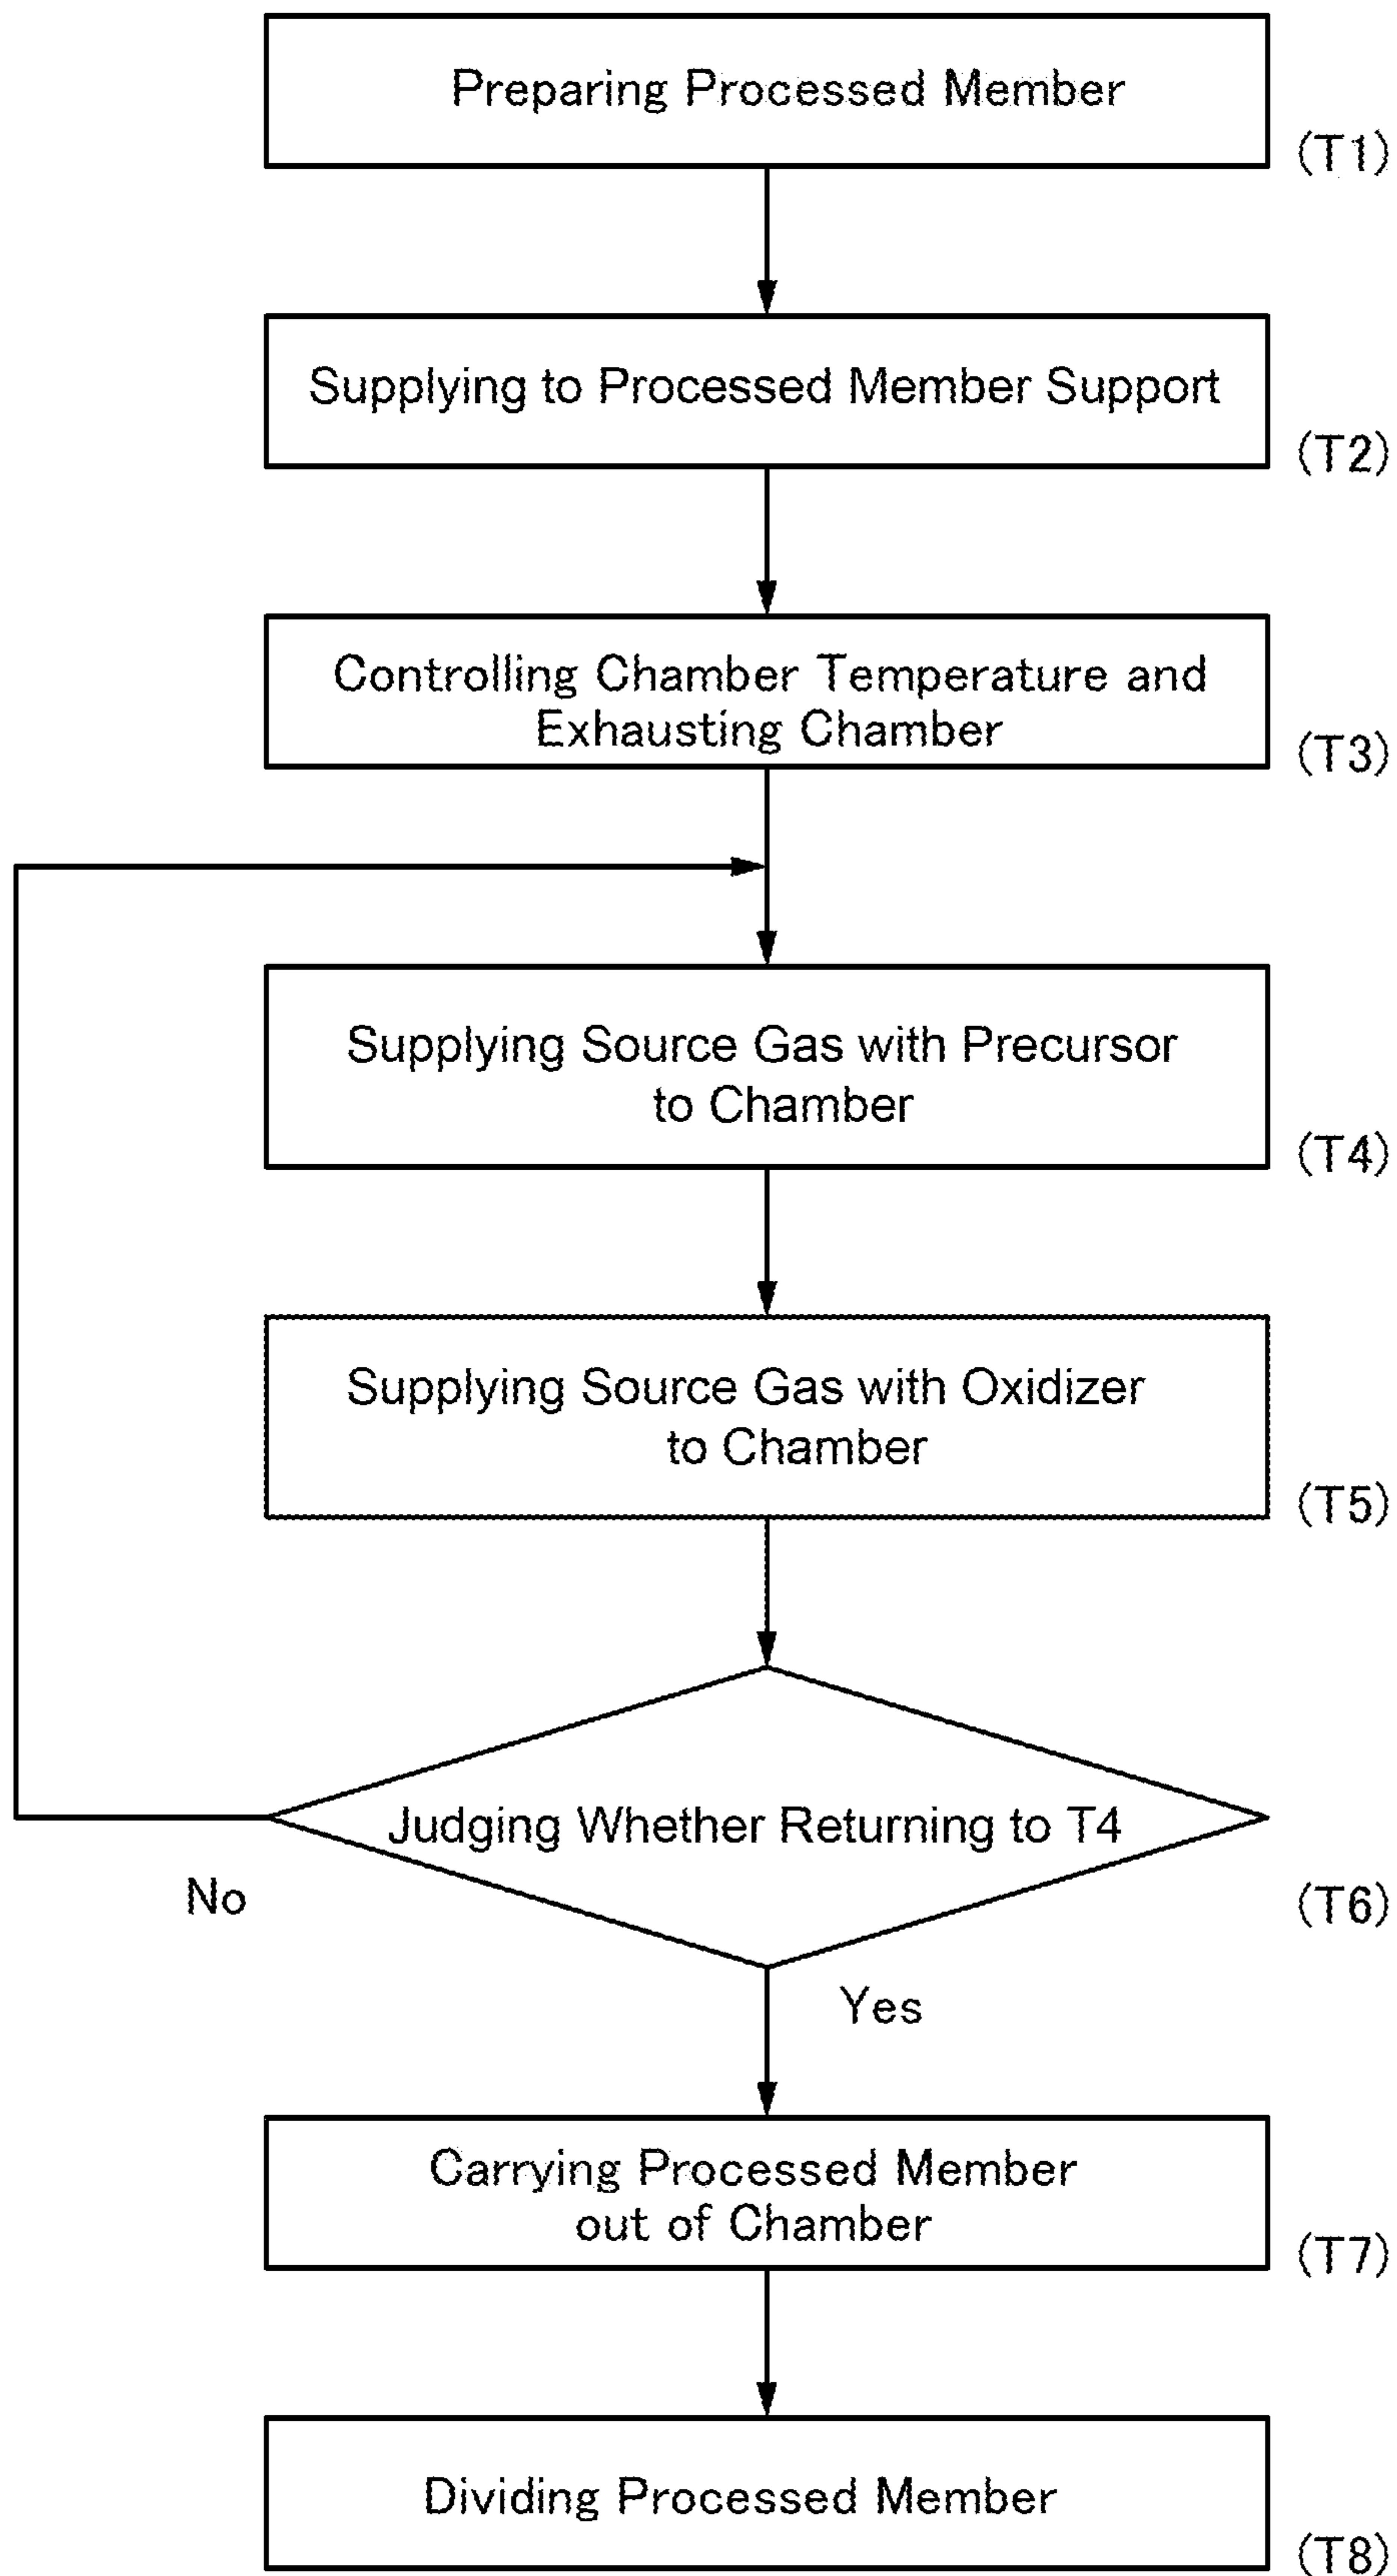 Preparing Processed Member
(T1)
Supplying to Processed Member Support
(T2)
Controlling Chamber Temperature and
Exhausting Chamber
(T3)
Supplying Source Gas with Precursor
to Chamber
(T4)
Supplying Source Gas with Oxidizer
to Chamber
(T5)
Judging Whether Returning to T4
No
(T6)
Yes
Carrying Processed Member
out of Chamber
(T7)
Dividing Processed Member
(T8)